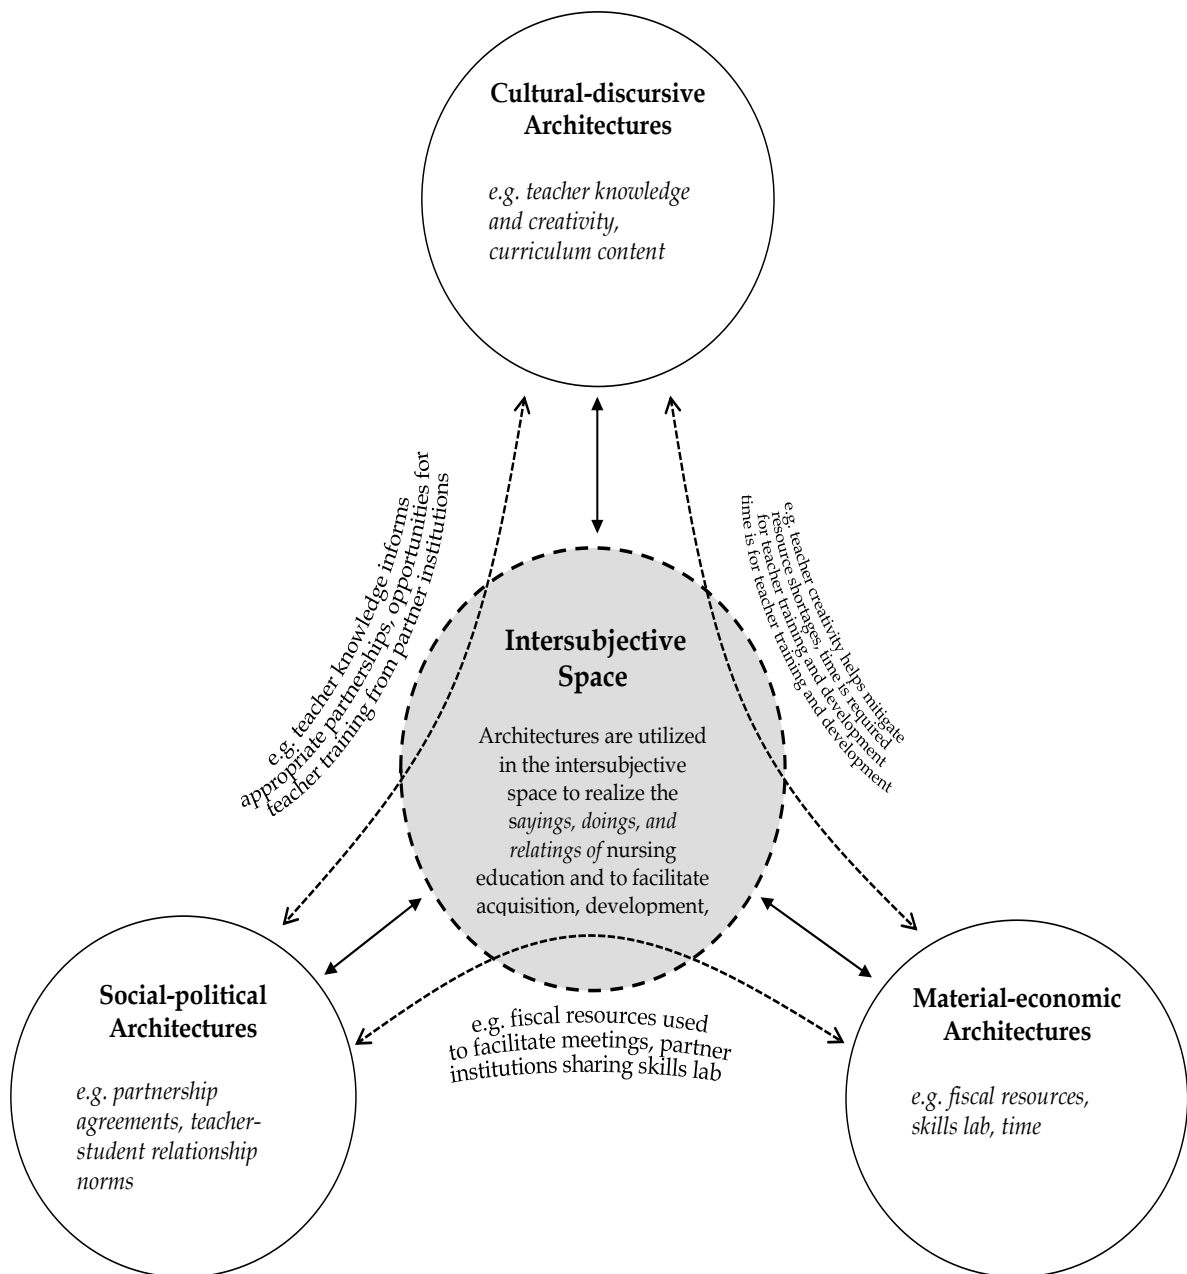 Cultural-discursive
Architectures
e.g. teacher knowledge
and creativity,
curriculum content
e.g. teacher knowledge informs
appropriate partnerships, opportunities for
teacher training from partner institutions
e.g. teacher creativity helps mitigate
resource shortages, time is required
for teacher training and development
time is for teacher training and development
Intersubjective
Space
Architectures are utilized
in the intersubjective
space to realize the
sayings, doings, and
relatings of nursing
education and to facilitate
acquisition, development,
Social-political
Architectures
e.g. partnership
agreements, teacher-
student relationship
norms
e.g. fiscal resources used
to facilitate meetings, partner
institutions sharing skills lab
Material-economic
Architectures
e.g. fiscal resources,
skills lab, time